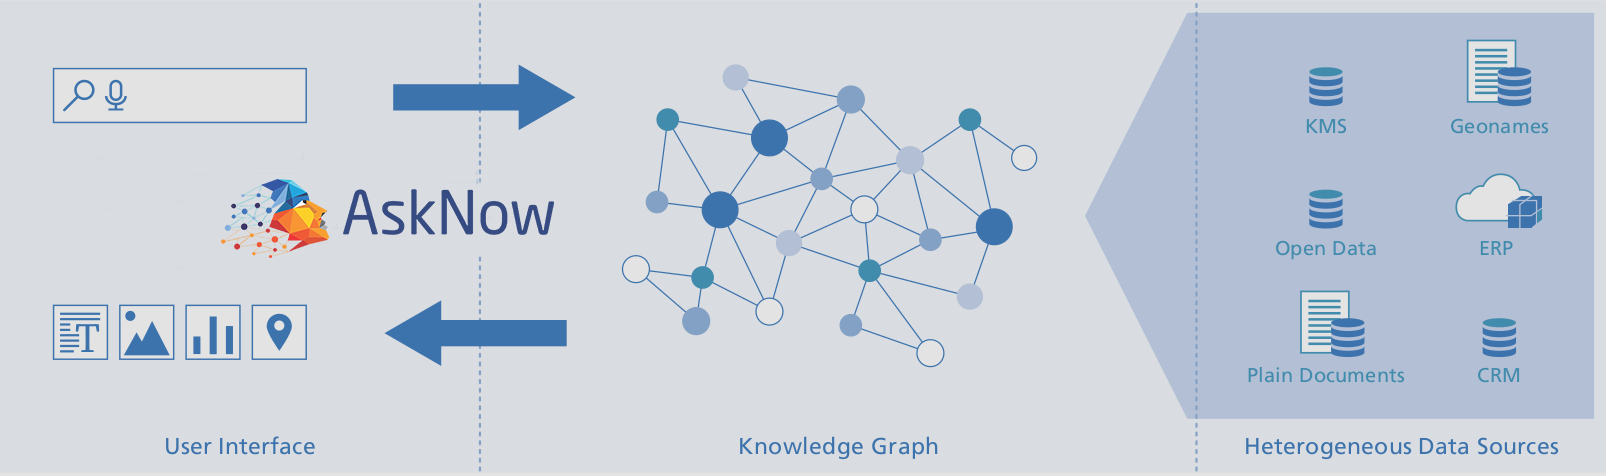 AskNow
T
KMS
Geonames
Open Data
ERP
Plain Documents
CRM
User Interface
Knowledge Graph
Heterogeneous Data Sources